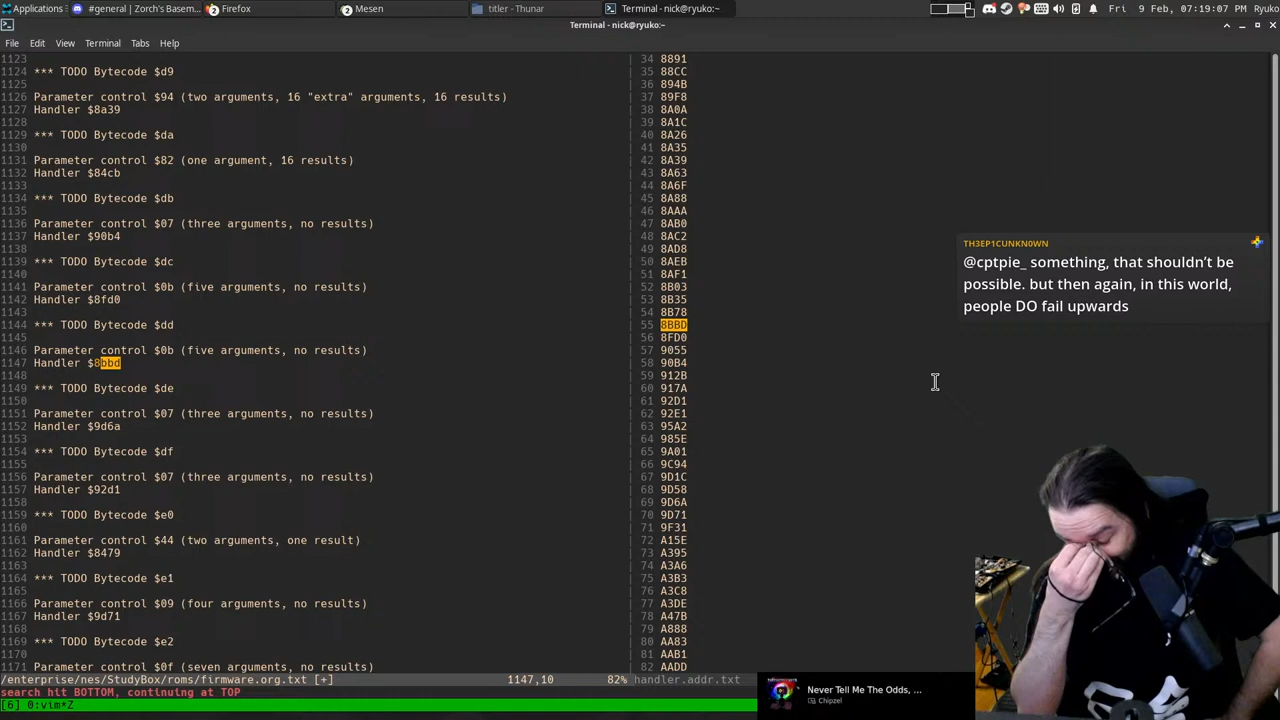 Applications
#general | Zorch's Basem...
Firefox
Mesen
titler - Thunar
Terminal - nick@ryuko:~
Fri 9 Feb, 7:19:07 PM Ryuko
Terminal - nick@ryuko:~
File Edit View Terminal Tabs Help
1123
1124 *** TODO Bytecode $d9
1125
1126 Parameter control $94 (two arguments, 16 "extra" arguments, 16 results)
1127 Handler $8a39
1128
1129 *** TODO Bytecode $da
1130
1131 Parameter control $82 (one argument, 16 results)
1132 Handler $84cb
1133
1134 *** TODO Bytecode $db
1135
1136 Parameter control $07 (three arguments, no results)
1137 Handler $90b4
1138
1139 *** TODO Bytecode $dc
1140
1141 Parameter control $0b (five arguments, no results)
1142 Handler $8fd0
1143
1144 *** TODO Bytecode $dd
1145
1146 Parameter control $0b (five arguments, no results)
1147 Handler $8bbd
1148
1149 *** TODO Bytecode $de
1150
1151 Parameter control $07 (three arguments, no results)
1152 Handler $9d6a
1153
1154 *** TODO Bytecode $df
1155
1156 Parameter control $07 (three arguments, no results)
1157 Handler $92d1
1158
1159 *** TODO Bytecode $e0
1160
1161 Parameter control $44 (two arguments, one result)
1162 Handler $8479
1163
1164 *** TODO Bytecode $e1
1165
1166 Parameter control $09 (four arguments, no results)
1167 Handler $9d71
1168
1169 *** TODO Bytecode $e2
1170
1171 Parameter control $0f (seven arguments, no results)
/enterprise/nes/StudyBox/roms/firmware.org.txt [+] 1147,10 82%
search hit BOTTOM, continuing at TOP
[6] 0:vim*Z
34 8891
35 88CC
36 894B
37 89F8
38 8A0A
39 8A1C
40 8A26
41 8A35
42 8A39
43 8A63
44 8A6F
45 8A88
46 8AAA
47 8AB0
48 8AC2
49 8AD8
50 8AEB
51 8AF1
52 8B03
53 8B35
54 8B78
55 8BBD
56 8FD0
57 9055
58 90B4
59 912B
60 917A
61 92D1
62 92E1
63 95A2
64 985E
65 9A01
66 9C94
67 9D1C
68 9D58
69 9D6A
70 9D71
71 9F31
72 A15E
73 A395
74 A3A6
75 A3B3
76 A3C8
77 A3DE
78 A47B
79 A888
80 AA83
81 AAB1
82 AADD
handler.addr.txt
TH3EP1CUNKN0WN
@cptpie_ something, that shouldn't be
possible. but then again, in this world,
people DO fail upwards
Never Tell Me The Odds, ...
Chipzel